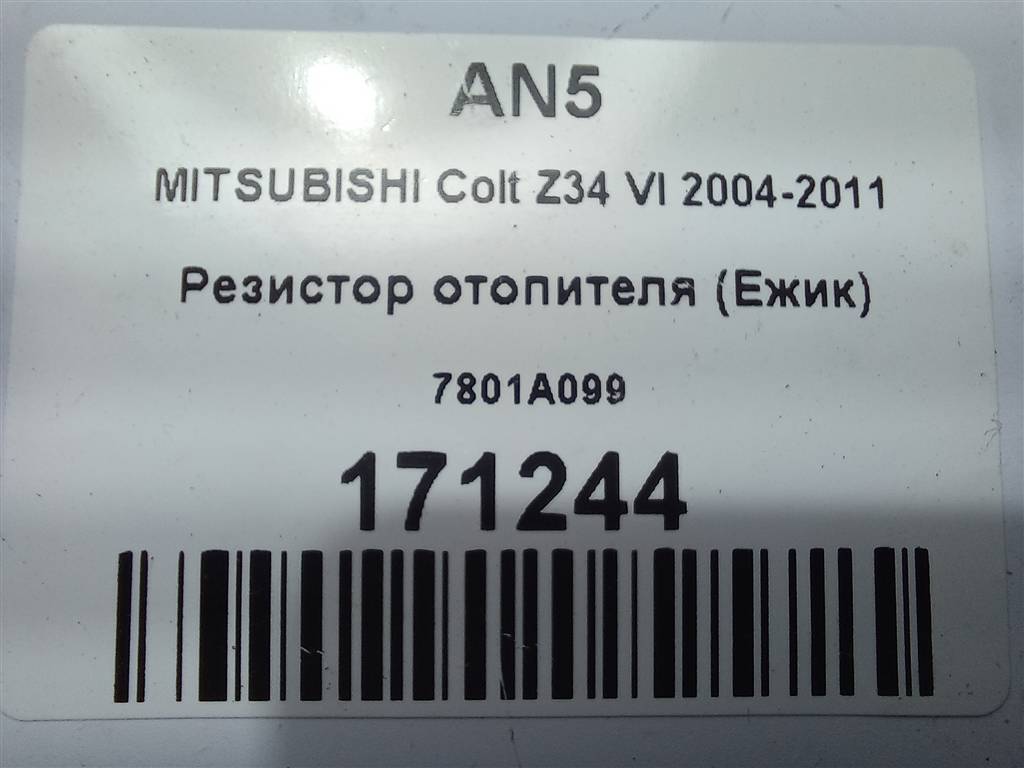 AN5
MITSUBISHI Colt Z34 VI 2004-2011
Резистор отопителя (Ежик)
7801A099
171244